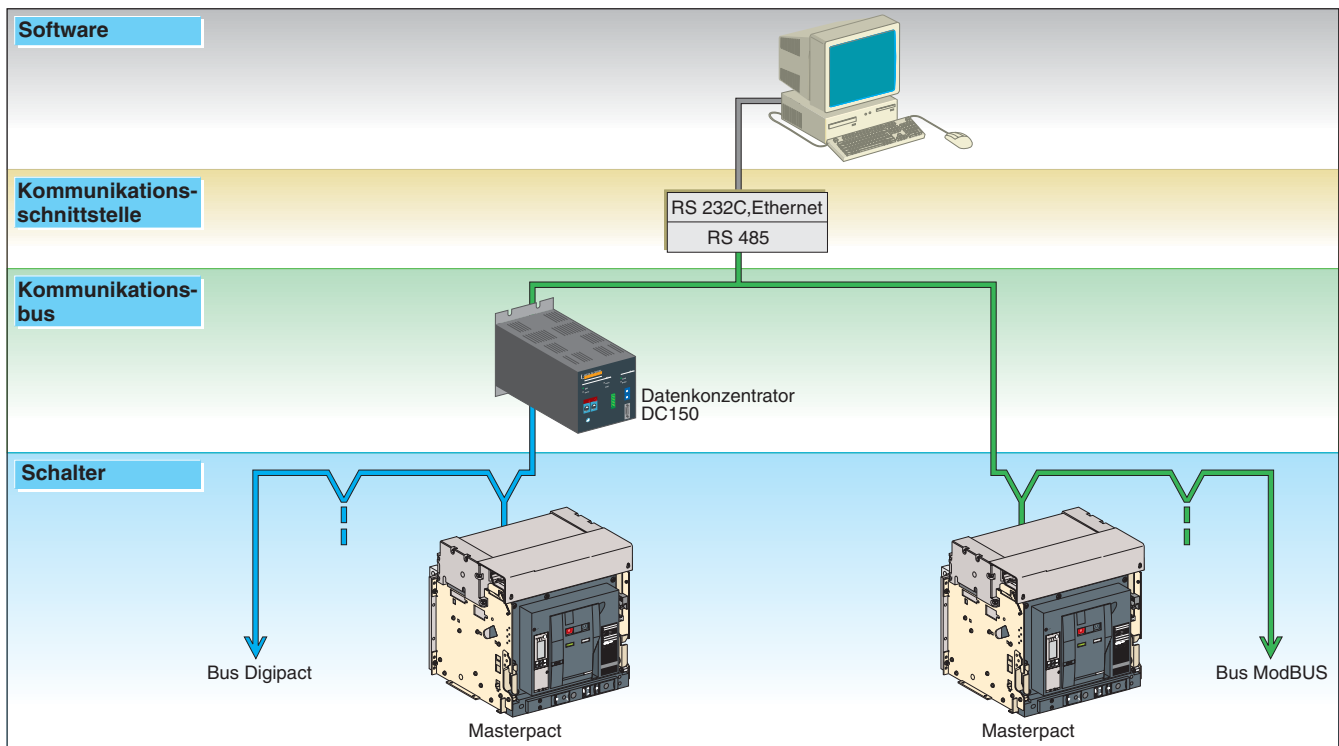 Software
Kommunikations-
schnittstelle
RS 232C,Ethernet
RS 485
Kommunikations-
bus
Datenkonzentrator
DC150
Schalter
Bus Digipact
Bus ModBUS
Masterpact
Masterpact